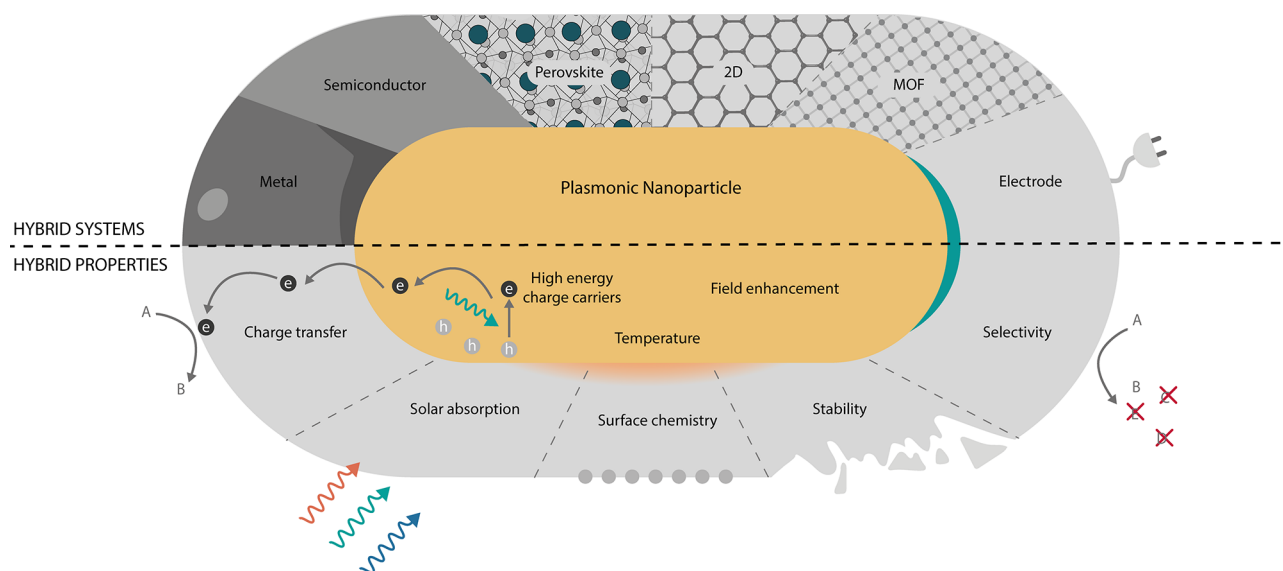 Semiconductor
Perovskite
2D
MOF
Metal
Plasmonic Nanoparticle
Electrode
HYBRID SYSTEMS
HYBRID PROPERTIES
e
e
e
High energy
charge carriers
Field enhancement
A
e
Charge transfer
h
h
h
Temperature
Selectivity
A
B
Solar absorption
Surface chemistry
Stability
B
C
E
D